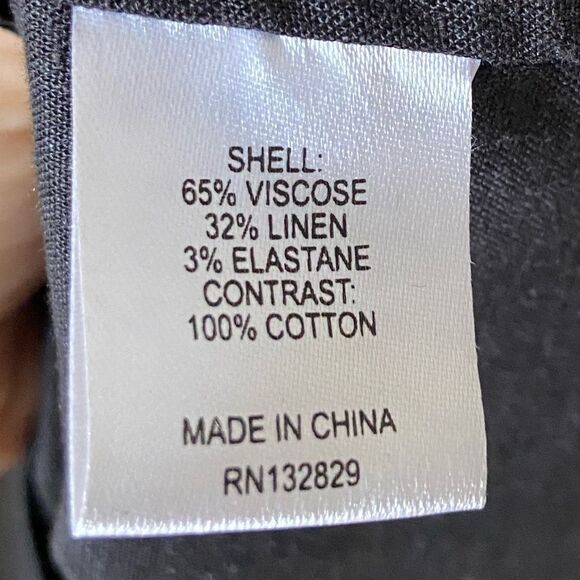 SHELL:
65% VISCOSE
32% LINEN
3% ELASTANE
CONTRAST:
100% COTTON
MADE IN CHINA
RN132829